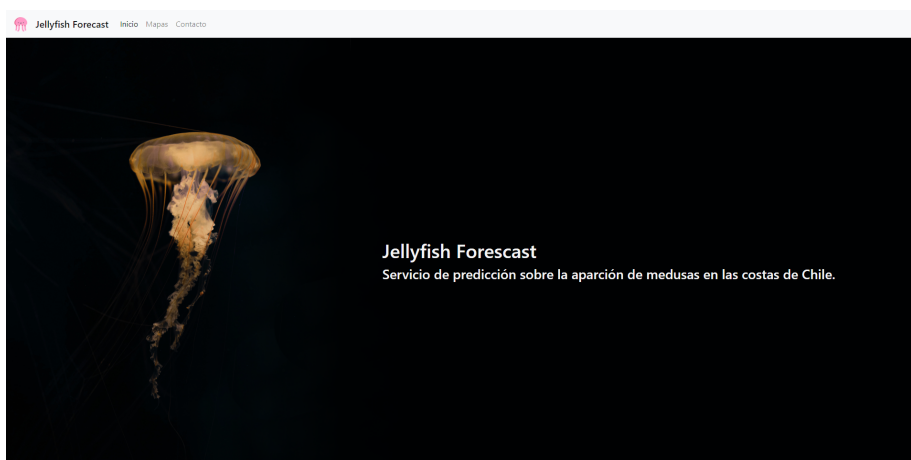 Jellyfish Forecast Inicio Mapas Contacto
Jellyfish Forescast
Servicio de predicción sobre la aparción de medusas en las costas de Chile.